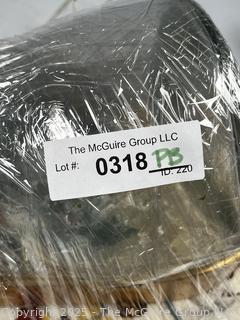 The McGuire Group LLC
Lot #: 0318 PB
ID: 220
Copyright 2025 - The McGuire Group LLC